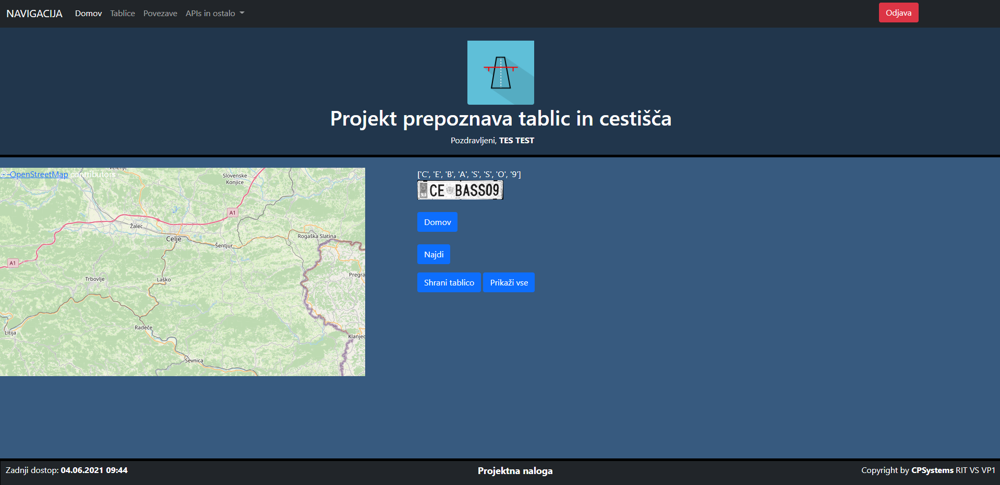 NAVIGACIJA Domov Tablice Povezave APIs in ostalo Odjava
Projekt prepoznava tablic in cestišča
Pozdravljeni, TES TEST
© OpenStreetMap contributors
Velenje
Slovenske
Konjice
A1
Žalec
Celje
Rogaška Slatina
Šentjur
A1
Pregra
Trbovlje
Laško
Radeče
Litija
Klanjec
Sevnica
['C', 'E', 'B', 'A', 'S', 'S', 'O', '9']
SLO CE BASS09
Domov
Najdi
Shrani tablico Prikaži vse
Zadnji dostop: 04.06.2021 09:44 Projektna naloga Copyright by CPSystems RIT VS VP1